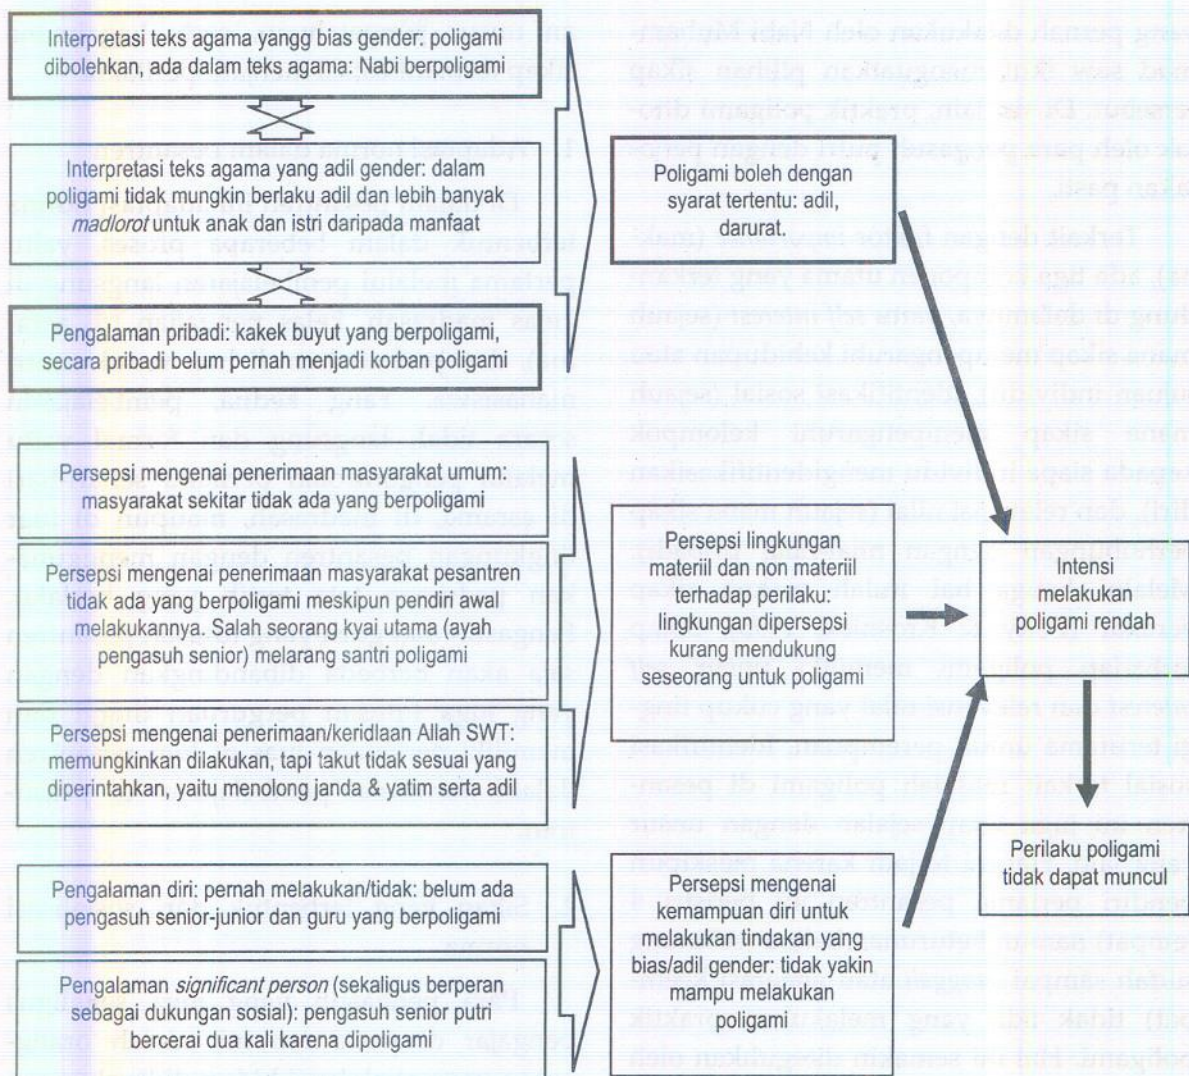 Interpretasi teks agama yangg bias gender: poligami
dibolehkan, ada dalam teks agama: Nabi berpoligami
Interpretasi teks agama yang adil gender: dalam
poligami tidak mungkin berlaku adil dan lebih banyak
madlorot untuk anak dan istri daripada manfaat
Pengalaman pribadi: kakek buyut yang berpoligami,
secara pribadi belum pernah menjadi korban poligami
Poligami boleh dengan
syarat tertentu: adil,
darurat.
Persepsi mengenai penerimaan masyarakat umum:
masyarakat sekitar tidak ada yang berpoligami
Persepsi mengenai penerimaan masyarakat pesantren
tidak ada yang berpoligami meskipun pendiri awal
melakukannya. Salah seorang kyai utama (ayah
pengasuh senior) melarang santri poligami
Persepsi mengenai penerimaan/keridlaan Allah SWT:
memungkinkan dilakukan, tapi takut tidak sesuai yang
diperintahkan, yaitu menolong janda & yatim serta adil
Persepsi lingkungan
materiil dan non materiil
terhadap perilaku:
lingkungan dipersepsi
kurang mendukung
seseorang untuk poligami
Intensi
melakukan
poligami rendah
Perilaku poligami
tidak dapat muncul
Pengalaman diri: pernah melakukan/tidak: belum ada
pengasuh senior-junior dan guru yang berpoligami
Pengalaman significant person (sekaligus berperan
sebagai dukungan sosial): pengasuh senior putri
bercerai dua kali karena dipoligami
Persepsi mengenai
kemampuan diri untuk
melakukan tindakan yang
bias/adil gender: tidak yakin
mampu melakukan
poligami